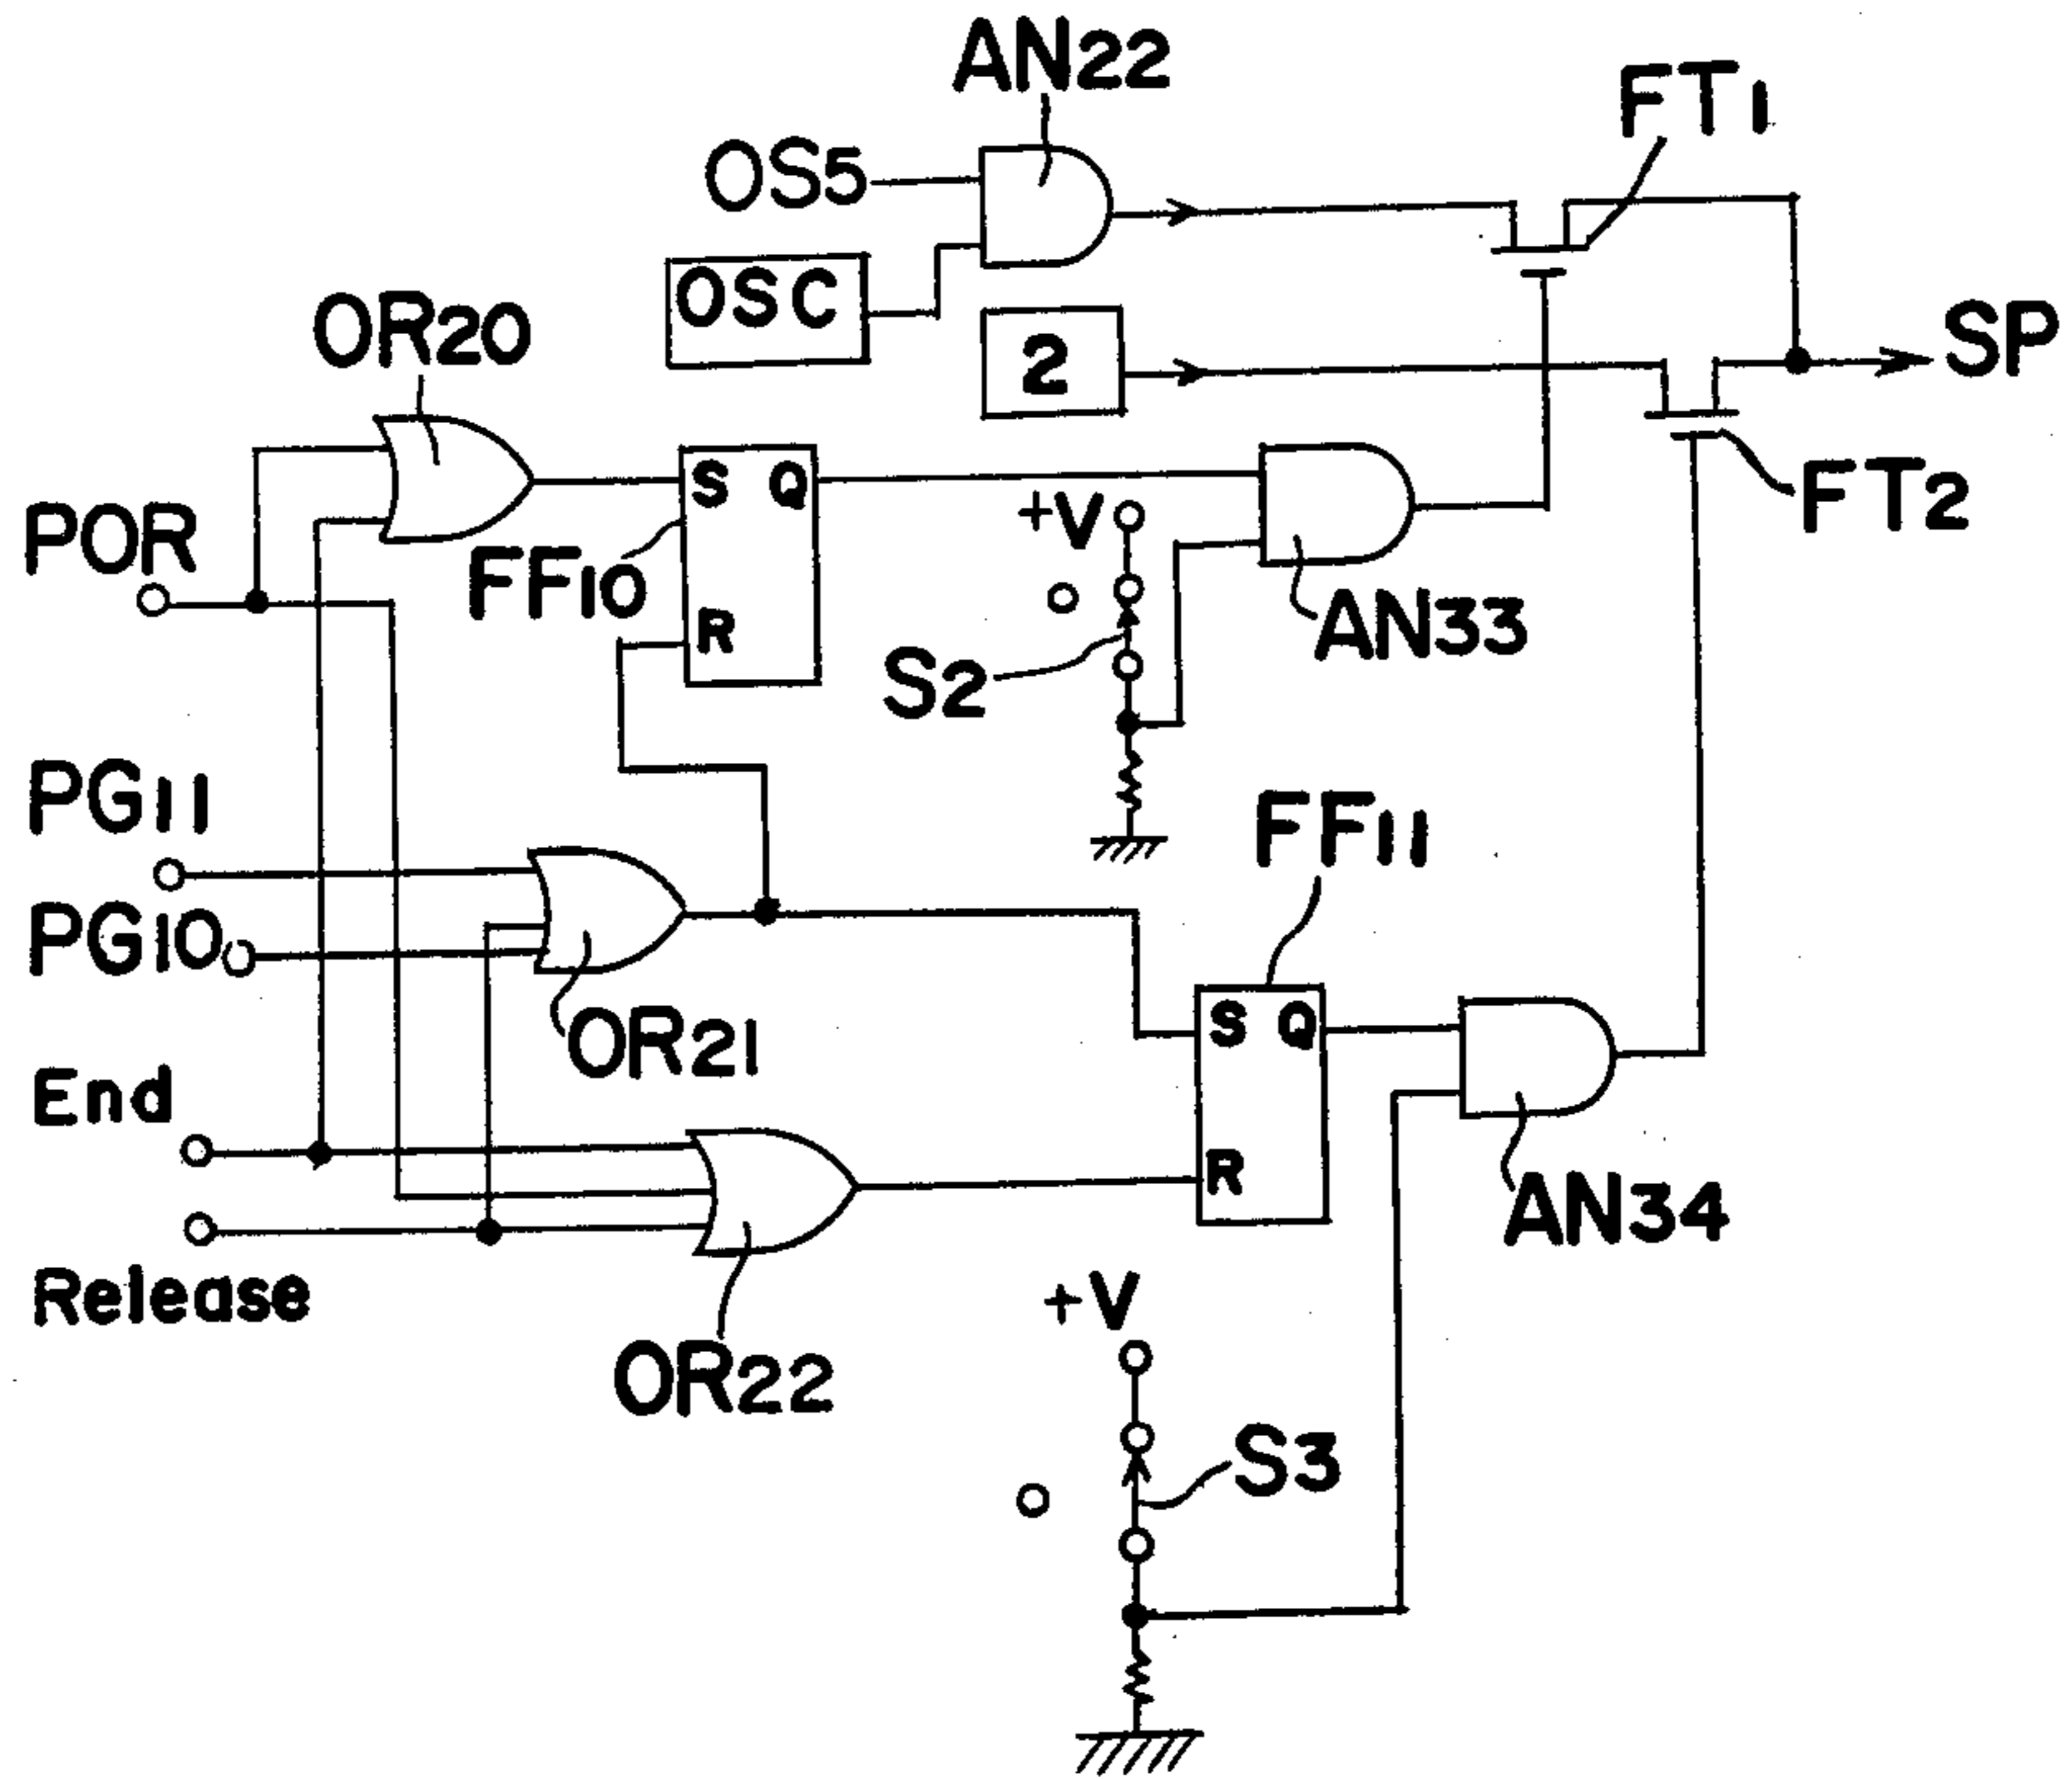 AN22
FT1
OS5
OSC
OR20
2
SP
S Q
+V
FT2
POR
FF10
R
AN33
S2
PG11
FF11
PG10
S Q
OR21
End
R
AN34
Release
+V
OR22
S3